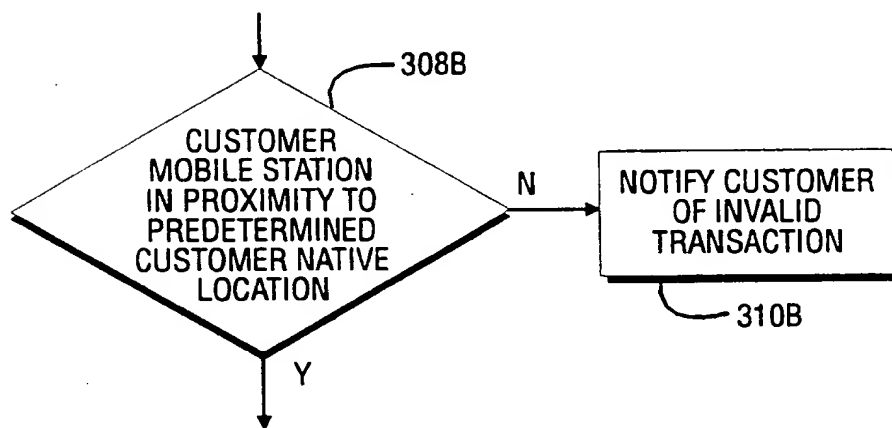 308B
CUSTOMER
MOBILE STATION
IN PROXIMITY TO
PREDETERMINED
CUSTOMER NATIVE
LOCATION
N
NOTIFY CUSTOMER
OF INVALID
TRANSACTION
310B
Y